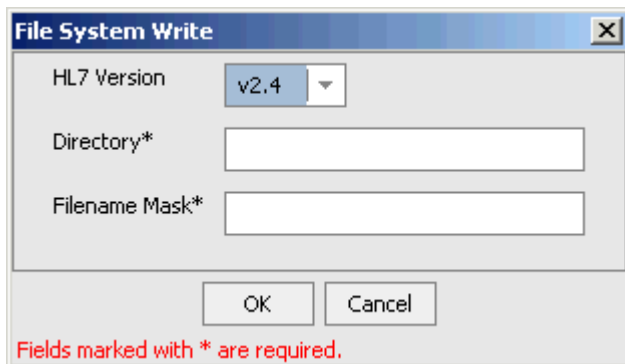 File System Write
HL7 Version
v2.4
Directory*
Filename Mask*
OK
Cancel
Fields marked with * are required.